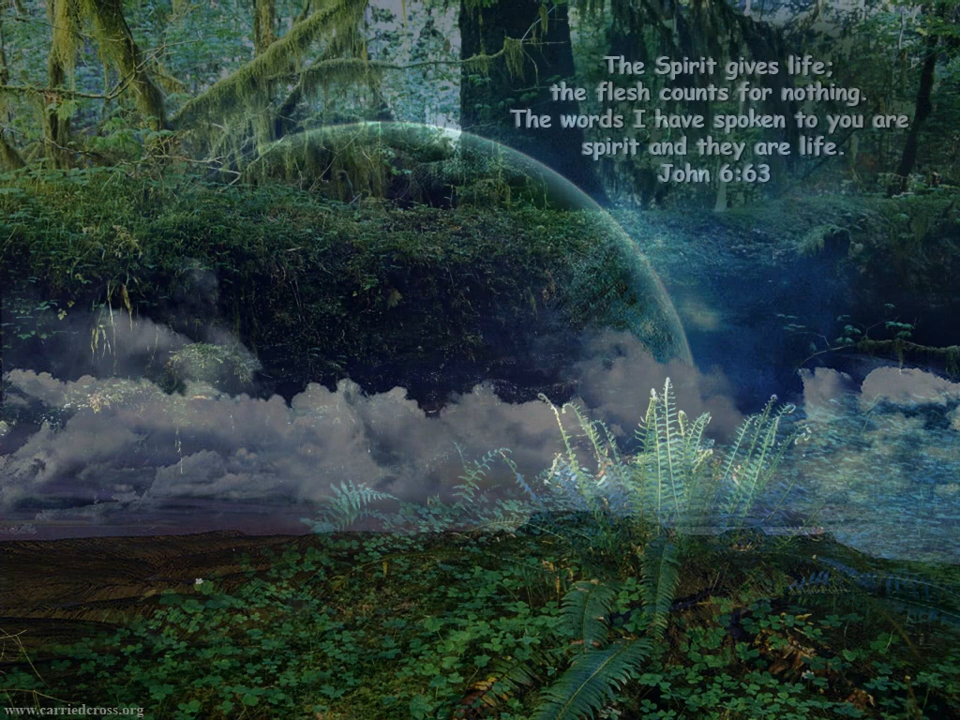 The Spirit gives life;
the flesh counts for nothing.
The words I have spoken to you are
spirit and they are life.
John 6:63
www.carriedcross.org